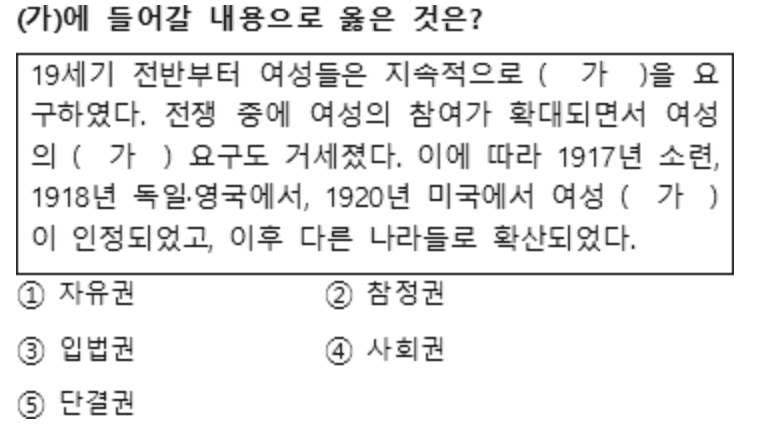 (가)에 들어갈 내용으로 옳은 것은?
19세기 전반부터 여성들은 지속적으로 ( 가 )을 요
구하였다. 전쟁 중에 여성의 참여가 확대되면서 여성
의 ( 가 ) 요구도 거세졌다. 이에 따라 1917년 소련,
1918년 독일·영국에서, 1920년 미국에서 여성 ( 가 )
이 인정되었고, 이후 다른 나라들로 확산되었다.
① 자유권 ② 참정권
③ 입법권 ④ 사회권
⑤ 단결권